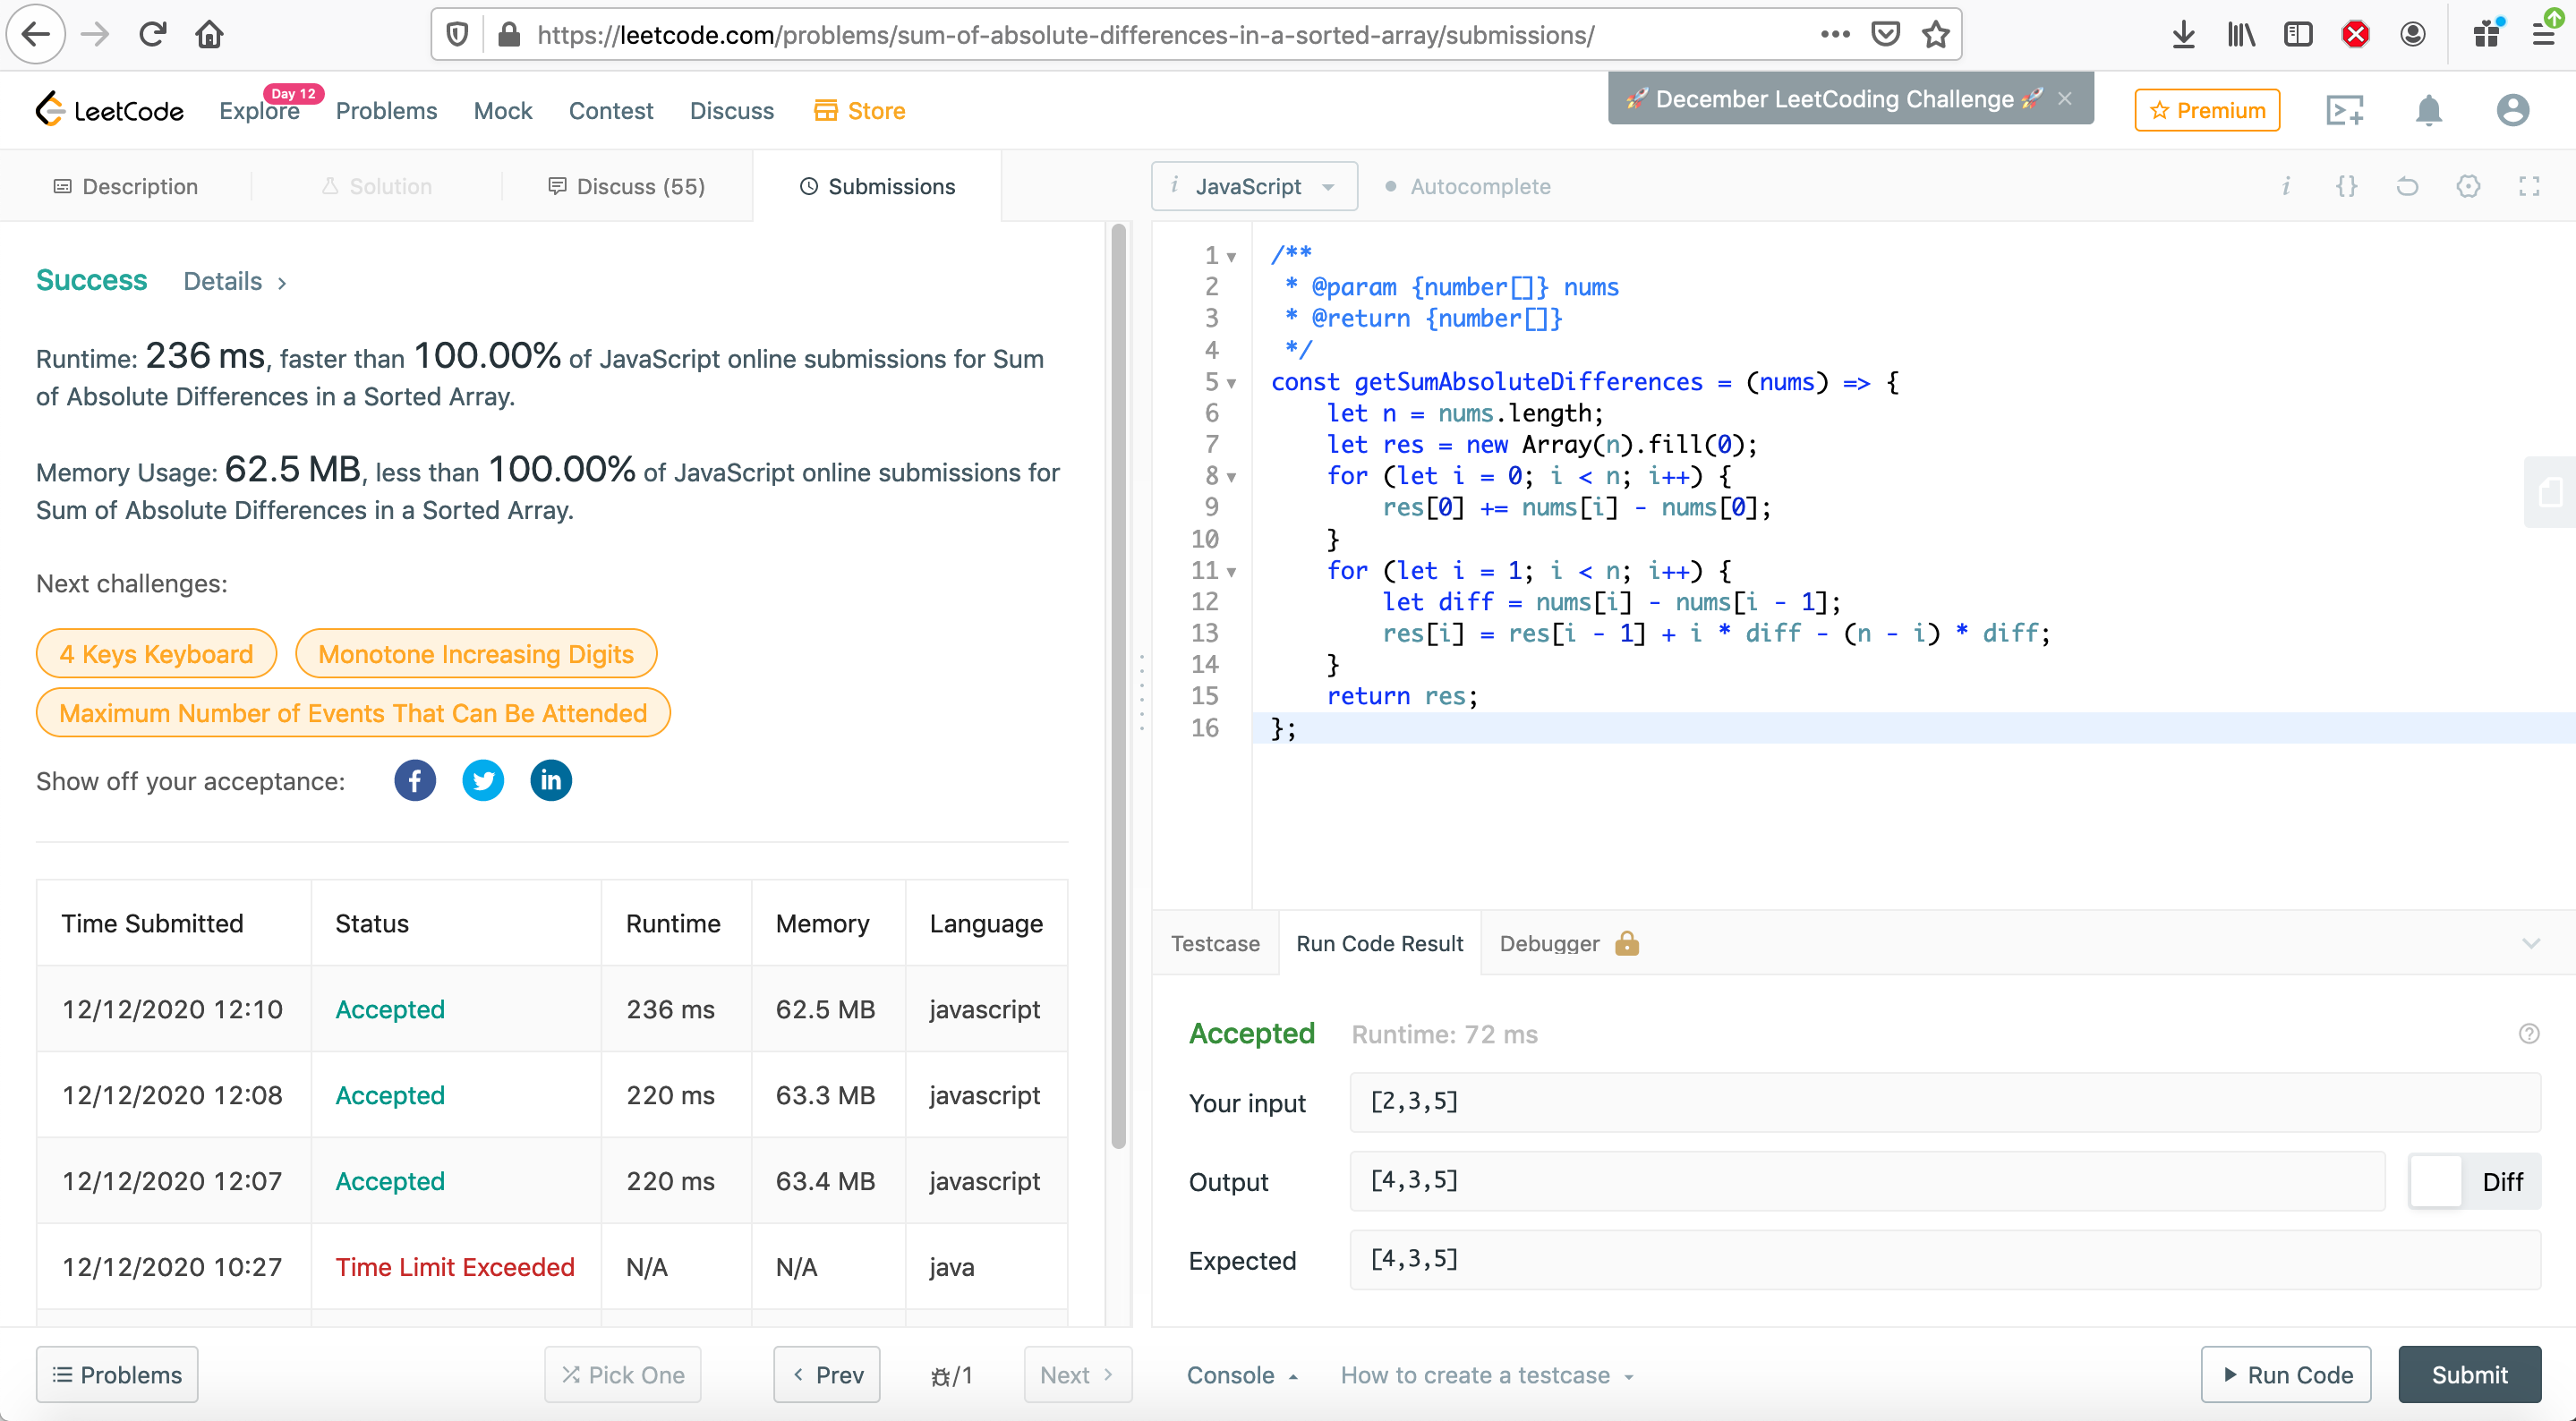 https://leetcode.com/problems/sum-of-absolute-differences-in-a-sorted-array/submissions/
LeetCode
Explore
Day 12
Problems
Mock
Contest
Discuss
Store
🚀 December LeetCoding Challenge 🚀 ×
Premium
Description
Solution
Discuss (55)
Submissions
Success Details >
Runtime: 236 ms, faster than 100.00% of JavaScript online submissions for Sum
of Absolute Differences in a Sorted Array.
Memory Usage: 62.5 MB, less than 100.00% of JavaScript online submissions for
Sum of Absolute Differences in a Sorted Array.
Next challenges:
4 Keys Keyboard
Monotone Increasing Digits
Maximum Number of Events That Can Be Attended
Show off your acceptance:
Time Submitted Status Runtime Memory Language
12/12/2020 12:10 Accepted 236 ms 62.5 MB javascript
12/12/2020 12:08 Accepted 220 ms 63.3 MB javascript
12/12/2020 12:07 Accepted 220 ms 63.4 MB javascript
12/12/2020 10:27 Time Limit Exceeded N/A N/A java
Problems
Pick One
< Prev
/1
Next >
i JavaScript
Autocomplete
i {}
1 /**
2  * @param {number[]} nums
3  * @return {number[]}
4  */
5 const getSumAbsoluteDifferences = (nums) => {
6     let n = nums.length;
7     let res = new Array(n).fill(0);
8     for (let i = 0; i < n; i++) {
9         res[0] += nums[i] - nums[0];
10     }
11     for (let i = 1; i < n; i++) {
12         let diff = nums[i] - nums[i - 1];
13         res[i] = res[i - 1] + i * diff - (n - i) * diff;
14     }
15     return res;
16 };
Testcase
Run Code Result
Debugger
Accepted Runtime: 72 ms
Your input [2,3,5]
Output [4,3,5]
Diff
Expected [4,3,5]
Console
How to create a testcase
Run Code
Submit